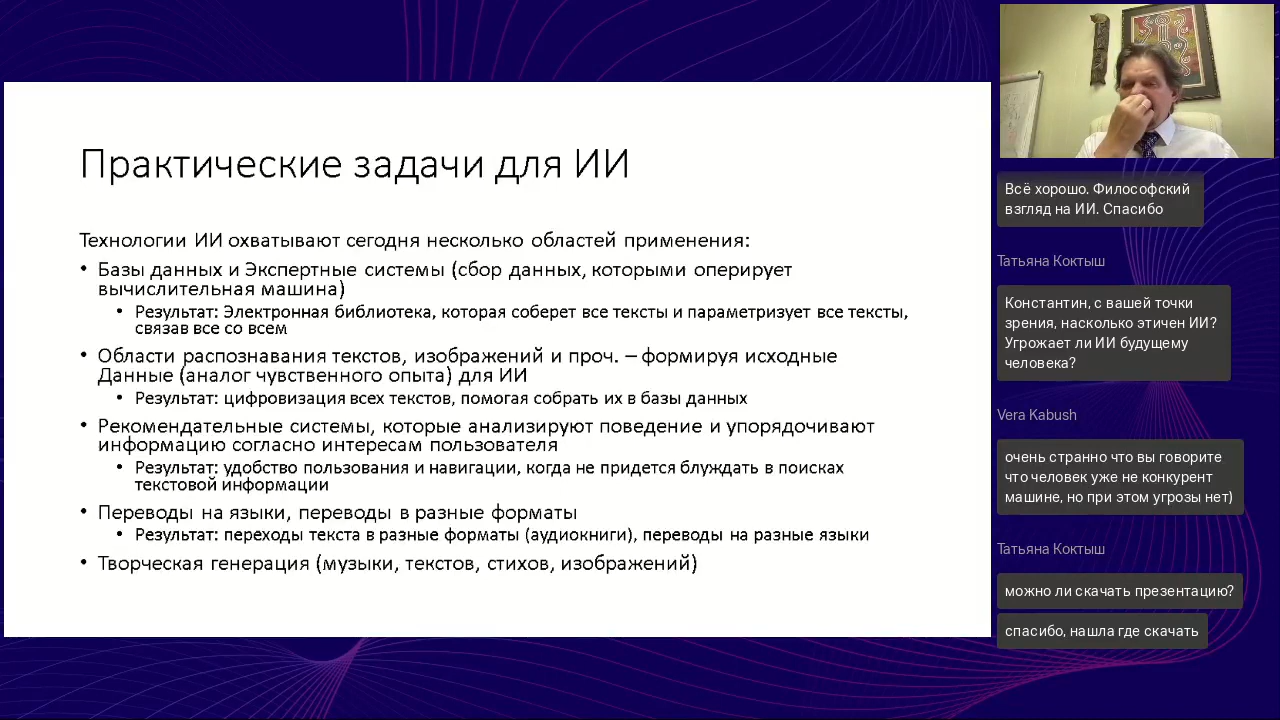 Практические задачи для ИИ
Технологии ИИ охватывают сегодня несколько областей применения:
• Базы данных и Экспертные системы (сбор данных, которыми оперирует
вычислительная машина)
• Результат: Электронная библиотека, которая соберет все тексты и параметризует все тексты,
связав все со всем
• Области распознавания текстов, изображений и проч. – формируя исходные
Данные (аналог чувственного опыта) для ИИ
• Результат: цифровизация всех текстов, помогая собрать их в базы данных
• Рекомендательные системы, которые анализируют поведение и упорядочивают
информацию согласно интересам пользователя
• Результат: удобство пользования и навигации, когда не придется блуждать в поисках
текстовой информации
• Переводы на языки, переводы в разные форматы
• Результат: переходы текста в разные форматы (аудиокниги), переводы на разные языки
• Творческая генерация (музыки, текстов, стихов, изображений)
Всё хорошо. Философский
взгляд на ИИ. Спасибо
Татьяна Коктыш
Константин, с вашей точки
зрения, насколько этичен ИИ?
Угрожает ли ИИ будущему
человека?
Vera Kabush
очень странно что вы говорите
что человек уже не конкурент
машине, но при этом угрозы нет)
Татьяна Коктыш
можно ли скачать презентацию?
спасибо, нашла где скачать